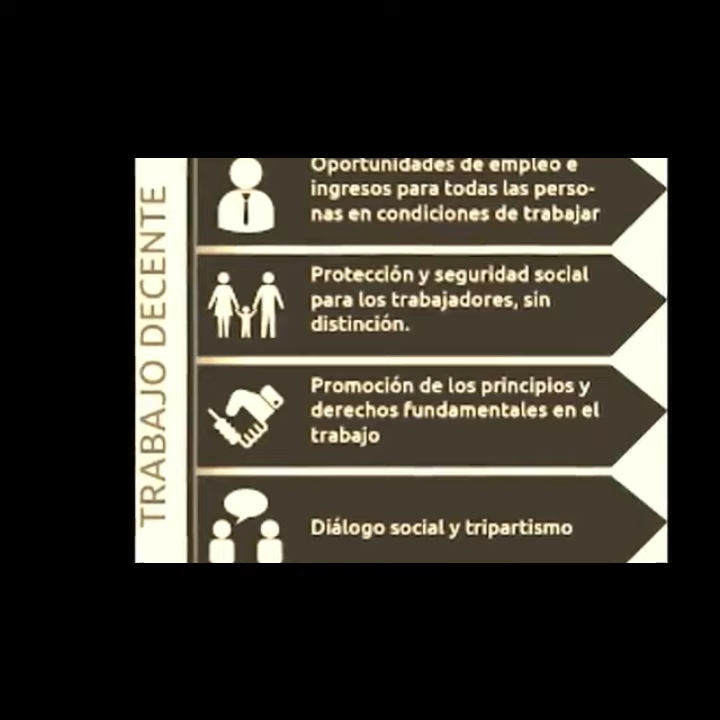 TRABAJO DECENTE
Oportunidades de empleo e
ingresos para todas las perso-
nas en condiciones de trabajar
Protección y seguridad social
para los trabajadores, sin
distinción.
Promoción de los principios y
derechos fundamentales en el
trabajo
Diálogo social y tripartismo